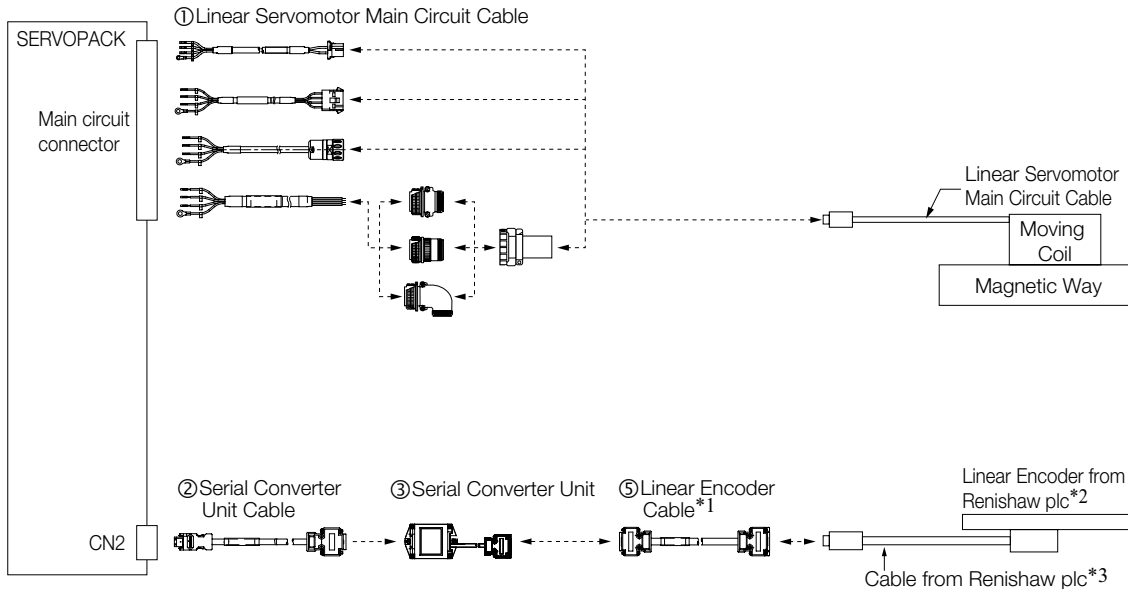 ①Linear Servomotor Main Circuit Cable
SERVOPACK
Main circuit
connector
Linear Servomotor
Main Circuit Cable
Moving
Coil
Magnetic Way
②Serial Converter
Unit Cable
③Serial Converter Unit
⑤Linear Encoder
Cable*1
Linear Encoder from
Renishaw plc*2
CN2
Cable from Renishaw plc*3